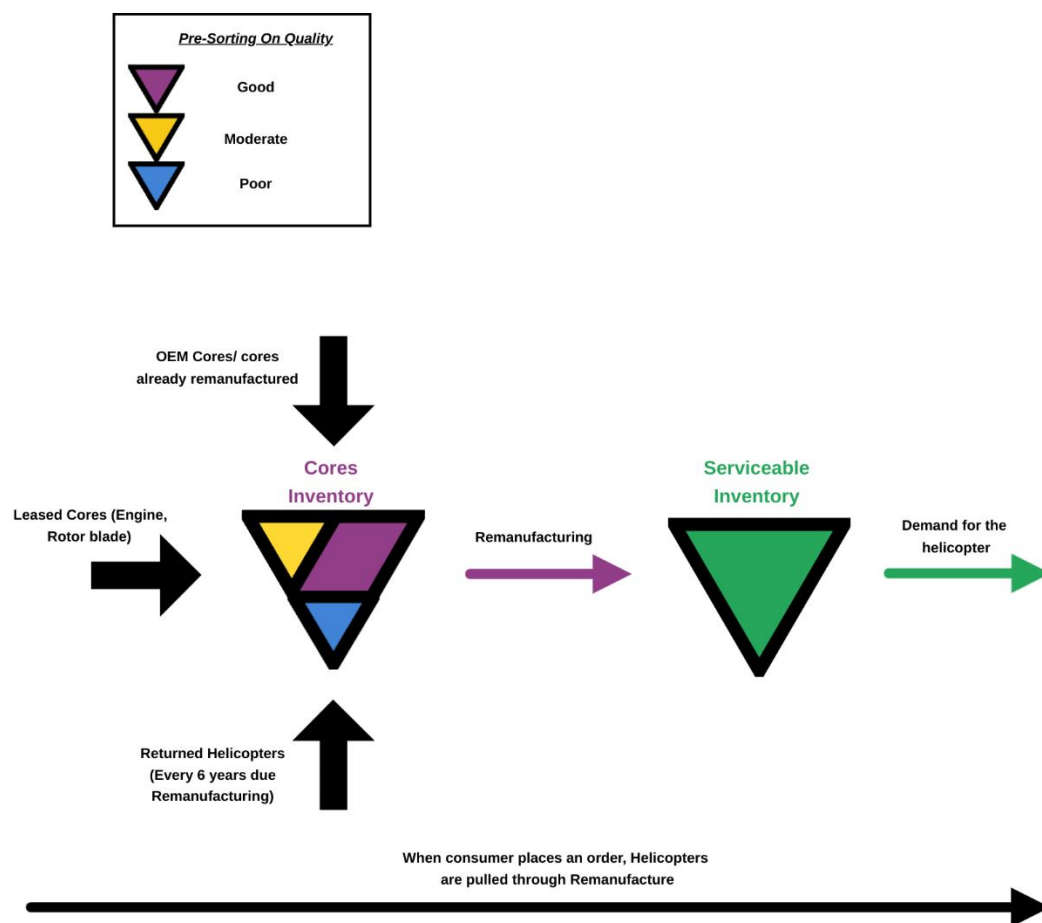 Pre-Sorting On Quality
Good
Moderate
Poor
OEM Cores/ cores
already remanufactured
Cores
Inventory
Serviceable
Inventory
Leased Cores (Engine,
Rotor blade)
Remanufacturing
Demand for the
helicopter
Returned Helicopters
(Every 6 years due
Remanufacturing)
When consumer places an order, Helicopters
are pulled through Remanufacture